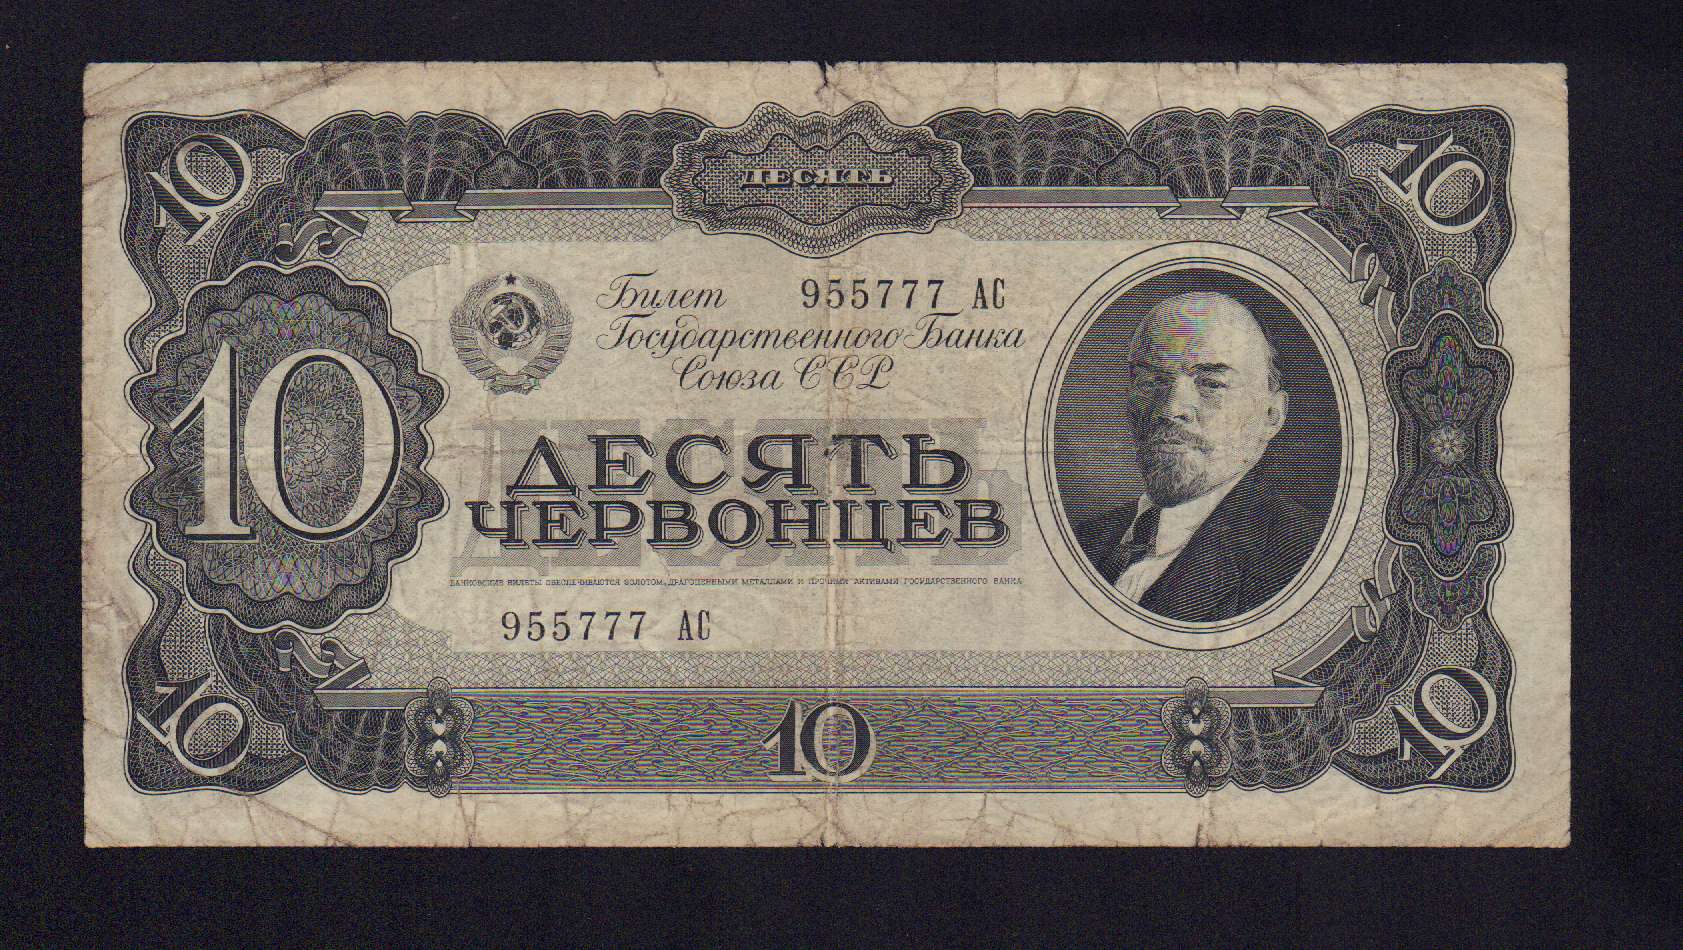 10
ДЕСЯТЬ
10
Билет 955777 АС
Государственного Банка
Союза ССР
10
ДЕСЯТЬ
ЧЕРВОНЦЕВ
БАНКОВСКИЕ БИЛЕТЫ ОБЕСПЕЧИВАЮТСЯ ЗОЛОТОМ, ДРАГОЦЕННЫМИ МЕТАЛЛАМИ И ПРОЧИМИ АКТИВАМИ ГОСУДАРСТВЕННОГО БАНКА
955777 АС
10
10
10